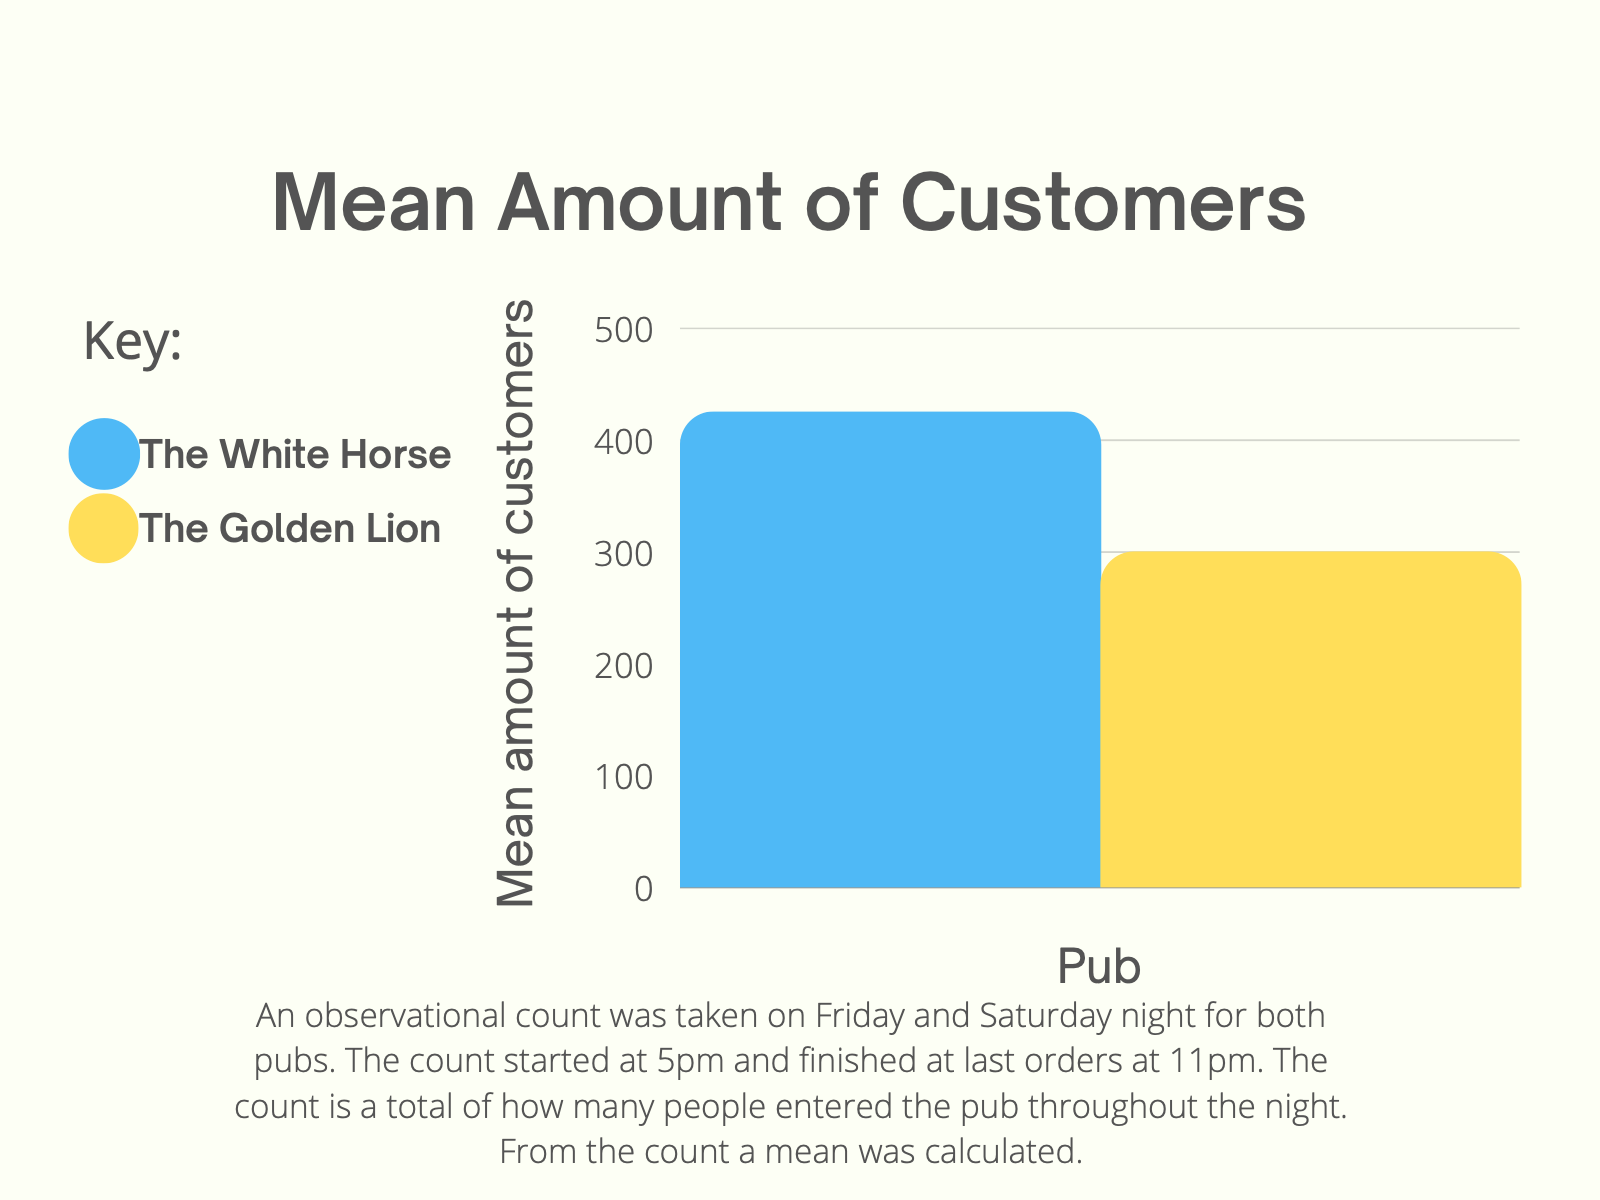 Mean Amount of Customers
Key:
The White Horse
The Golden Lion
Mean amount of customers
500
400
300
200
100
0
Pub
An observational count was taken on Friday and Saturday night for both
pubs. The count started at 5pm and finished at last orders at 11pm. The
count is a total of how many people entered the pub throughout the night.
From the count a mean was calculated.